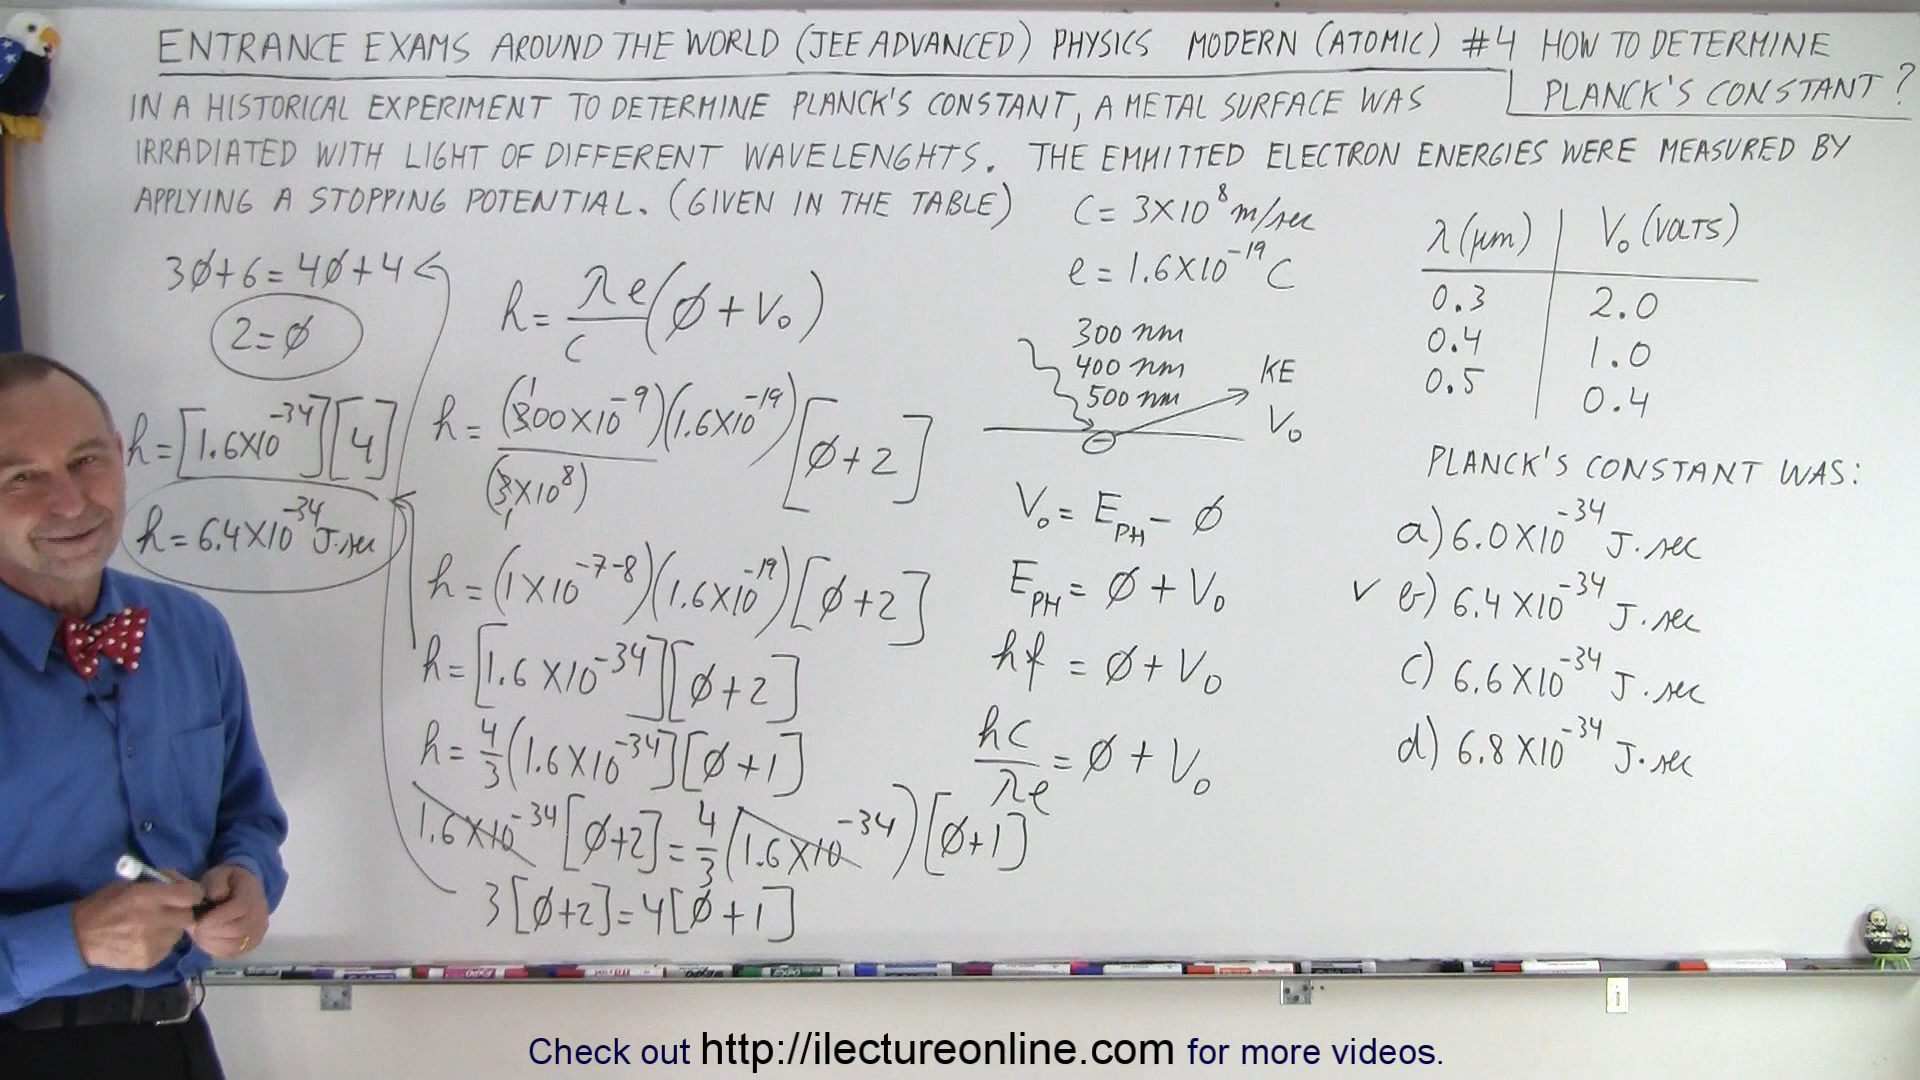 ENTRANCE EXAMS AROUND THE WORLD (JEE ADVANCED) PHYSICS MODERN (ATOMIC) #4 HOW TO DETERMINE
PLANCK'S CONSTANT?
IN A HISTORICAL EXPERIMENT TO DETERMINE PLANCK'S CONSTANT, A METAL SURFACE WAS
IRRADIATED WITH LIGHT OF DIFFERENT WAVELENGHTS. THE EMMITTED ELECTRON ENERGIES WERE MEASURED BY
APPLYING A STOPPING POTENTIAL. (GIVEN IN THE TABLE)
3∅+6=4∅+4
2=∅
h=[1.6X10⁻³⁴][4]
h=6.4X10⁻³⁴ J·sec
h=λe/c(∅+V₀)
h=(300X10⁻⁹)(1.6X10⁻¹⁹)/(3X10⁸)[∅+2]
1
1
h=(1X10⁻⁷⁻⁸)(1.6X10⁻¹⁹)[∅+2]
h=[1.6X10⁻³⁴][∅+2]
h=4/3(1.6X10⁻³⁴][∅+1]
1.6X10⁻³⁴[∅+2]=4/3(1.6X10⁻³⁴)[∅+1]
3[∅+2]=4[∅+1]
C=3X10⁸ m/sec
e=1.6X10⁻¹⁹ C
300 nm
400 nm
500 nm
KE
V₀
−
V₀=E_PH−∅
E_PH=∅+V₀
hf=∅+V₀
hc/λe=∅+V₀
λ(μm) V₀(VOLTS)
0.3 2.0
0.4 1.0
0.5 0.4
PLANCK'S CONSTANT WAS:
a) 6.0X10⁻³⁴ J·sec
✓ b) 6.4X10⁻³⁴ J·sec
c) 6.6X10⁻³⁴ J·sec
d) 6.8X10⁻³⁴ J·sec
Check out http://ilectureonline.com for more videos.